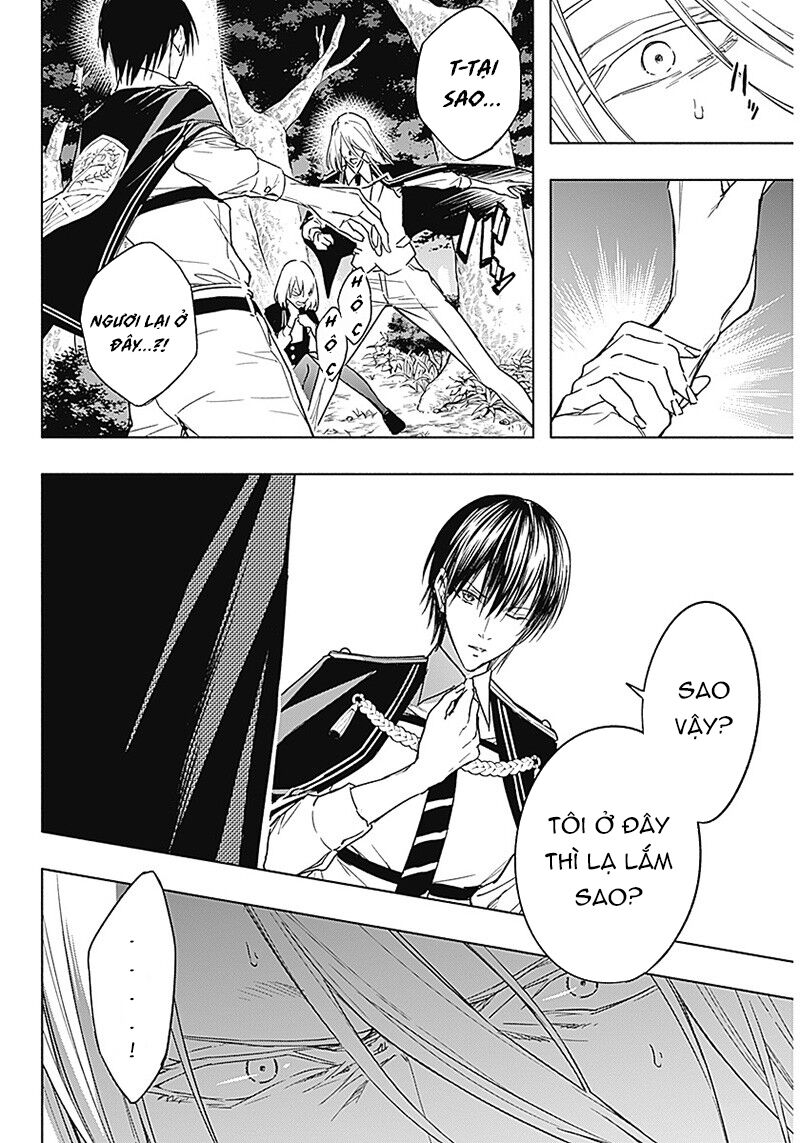 T-TẠI
SAO...
NGƯƠI LẠI Ở
ĐÂY...?!
HỘC
HỘC
SAO
VẬY?
TÔI Ở ĐÂY
THÌ LẠ LẮM
SAO?
.....!